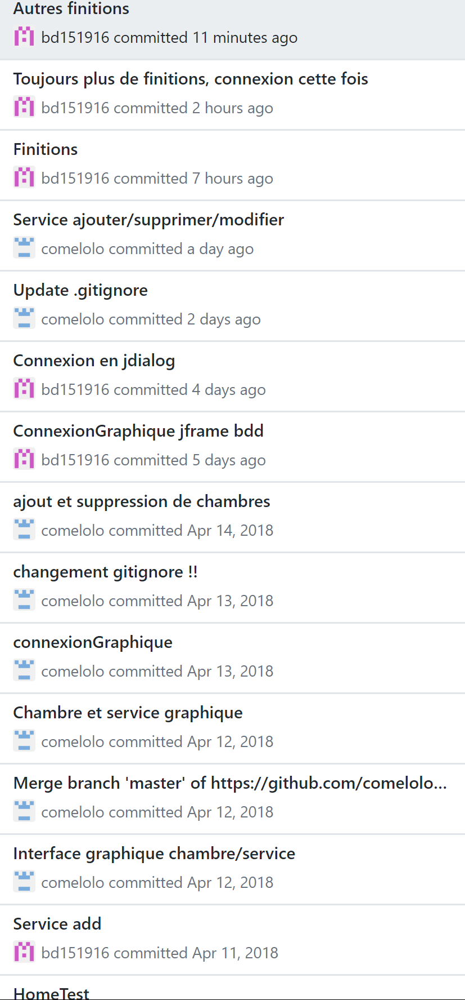 Autres finitions
bd151916 committed 11 minutes ago
Toujours plus de finitions, connexion cette fois
bd151916 committed 2 hours ago
Finitions
bd151916 committed 7 hours ago
Service ajouter/supprimer/modifier
comelolo committed a day ago
Update .gitignore
comelolo committed 2 days ago
Connexion en jdialog
bd151916 committed 4 days ago
ConnexionGraphique jframe bdd
bd151916 committed 5 days ago
ajout et suppression de chambres
comelolo committed Apr 14, 2018
changement gitignore !!
comelolo committed Apr 13, 2018
connexionGraphique
comelolo committed Apr 13, 2018
Chambre et service graphique
comelolo committed Apr 12, 2018
Merge branch 'master' of https://github.com/comelolo...
comelolo committed Apr 12, 2018
Interface graphique chambre/service
comelolo committed Apr 12, 2018
Service add
bd151916 committed Apr 11, 2018
HomeTest